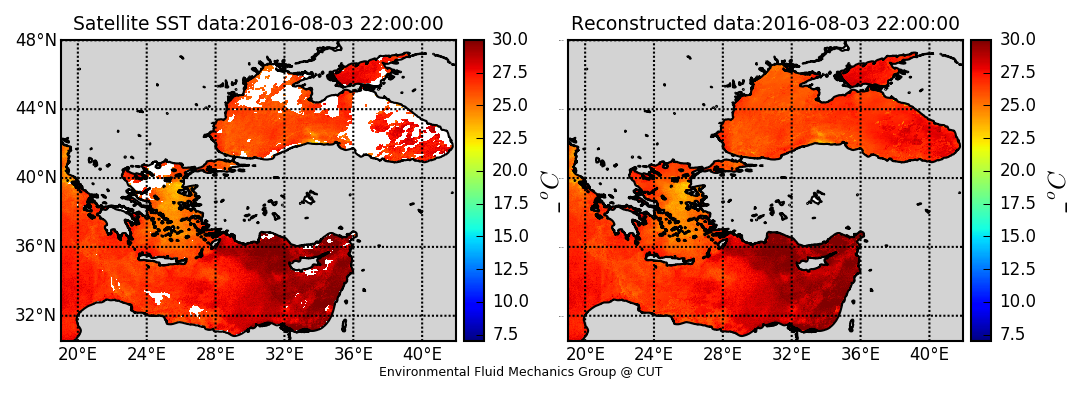 Satellite SST data:2016-08-03 22:00:00
Reconstructed data:2016-08-03 22:00:00
48°N
44°N
40°N
36°N
32°N
20°E 24°E 28°E 32°E 36°E 40°E
30.0
27.5
25.0
22.5
20.0
17.5
15.0
12.5
10.0
7.5
_°C
20°E 24°E 28°E 32°E 36°E 40°E
30.0
27.5
25.0
22.5
20.0
17.5
15.0
12.5
10.0
7.5
_°C
Environmental Fluid Mechanics Group @ CUT